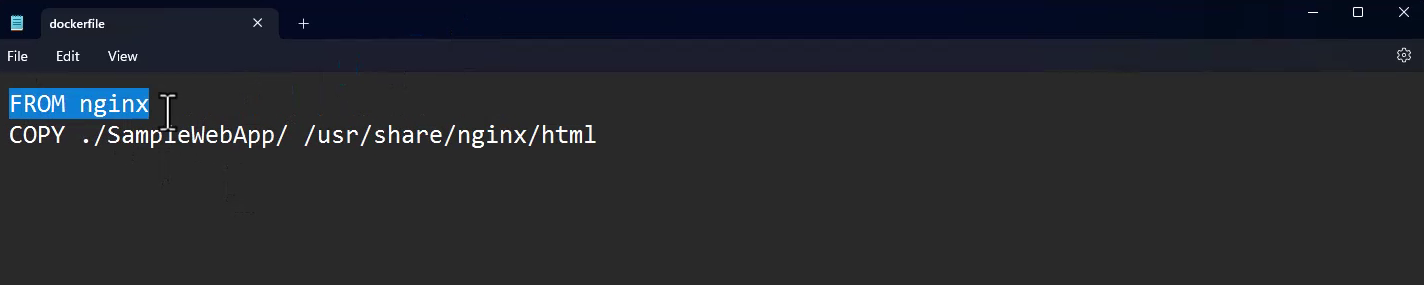 dockerfile
File Edit View
FROM nginx
COPY ./SampleWebApp/ /usr/share/nginx/html